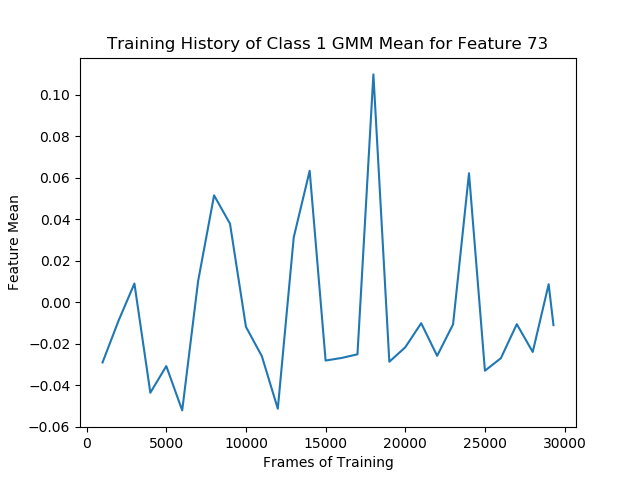 Training History of Class 1 GMM Mean for Feature 73
0.10
0.08
0.06
0.04
0.02
0.00
−0.02
−0.04
−0.06
Feature Mean
0 5000 10000 15000 20000 25000 30000
Frames of Training